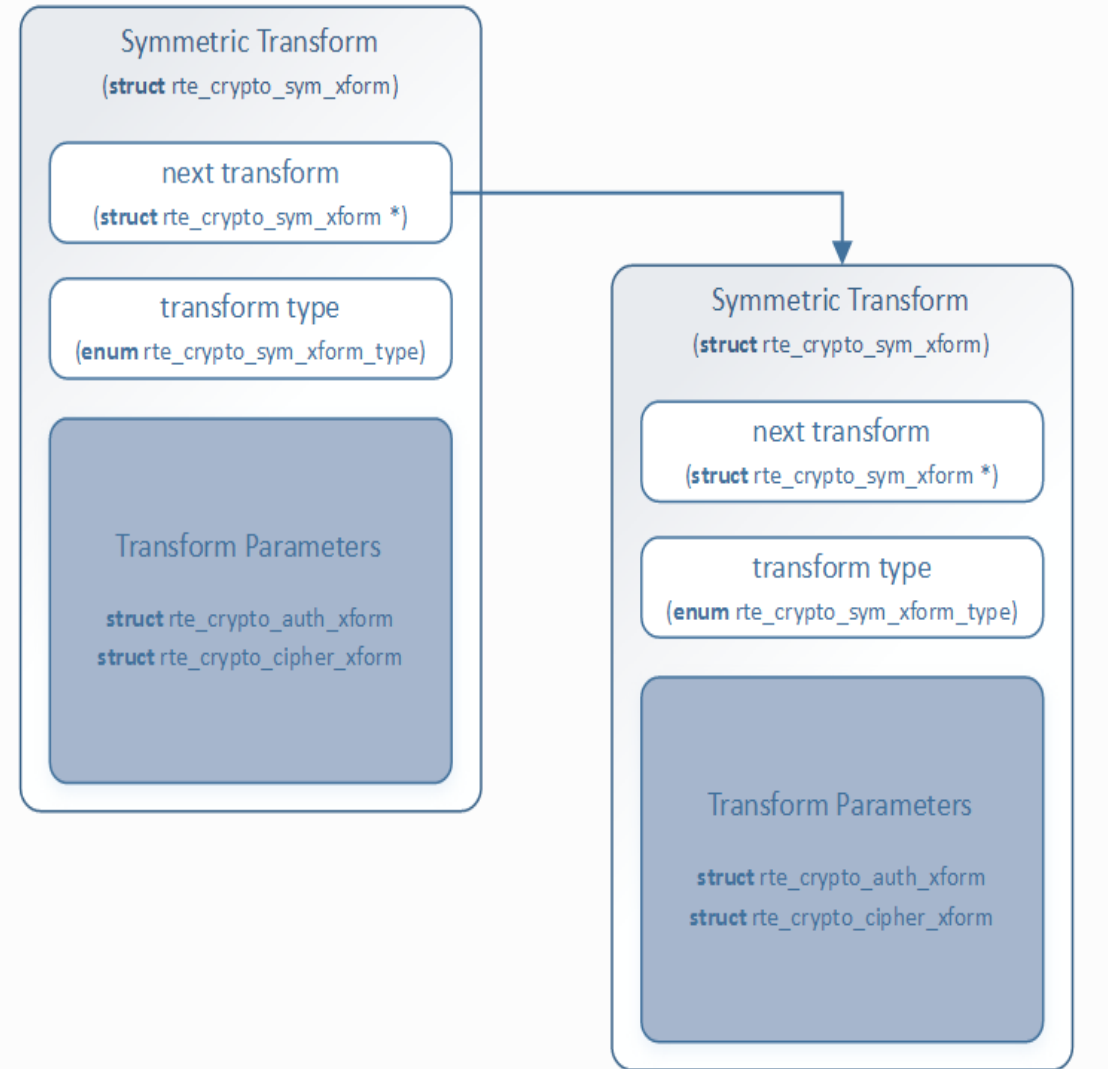 Symmetric Transform
(struct rte_crypto_sym_xform)
next transform
(struct rte_crypto_sym_xform *)
transform type
(enum rte_crypto_sym_xform_type)
Transform Parameters
struct rte_crypto_auth_xform
struct rte_crypto_cipher_xform
Symmetric Transform
(struct rte_crypto_sym_xform)
next transform
(struct rte_crypto_sym_xform *)
transform type
(enum rte_crypto_sym_xform_type)
Transform Parameters
struct rte_crypto_auth_xform
struct rte_crypto_cipher_xform